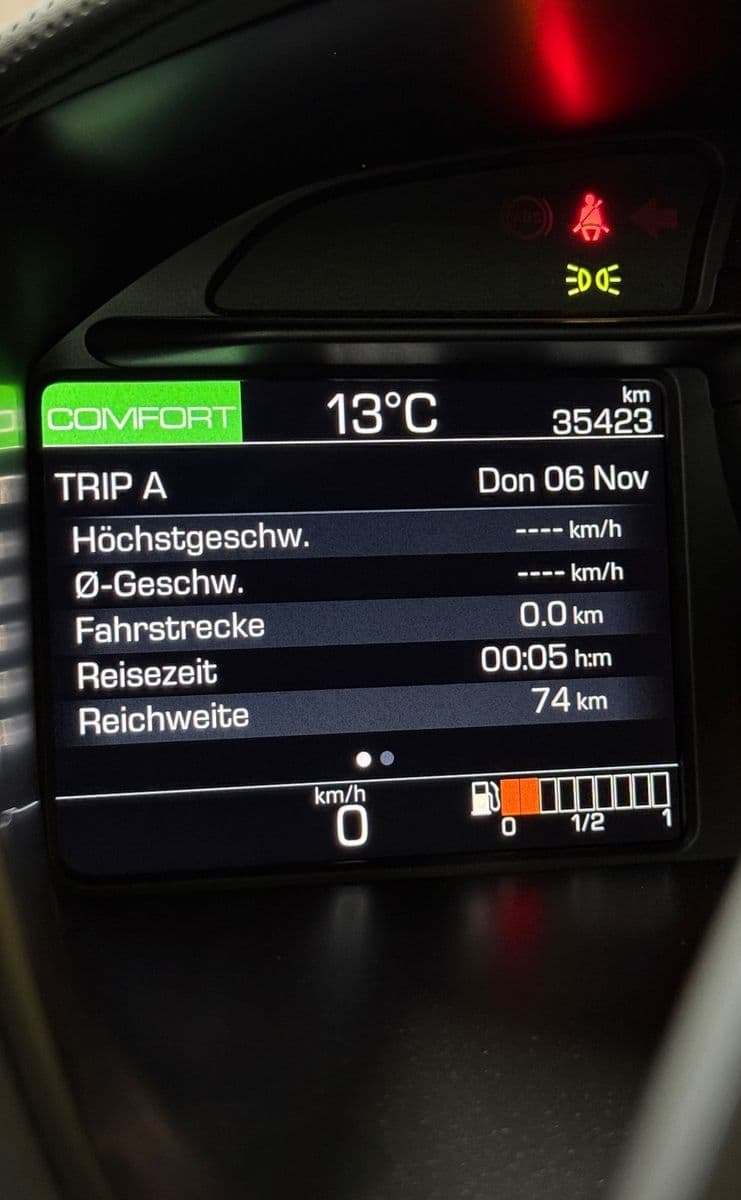 COMFORT 13°C km
35423
TRIP A Don 06 Nov
Höchstgeschw. ---- km/h
Ø-Geschw. ---- km/h
Fahrstrecke 0.0 km
Reisezeit 00:05 h:m
Reichweite 74 km
km/h
0
0 1/2 1